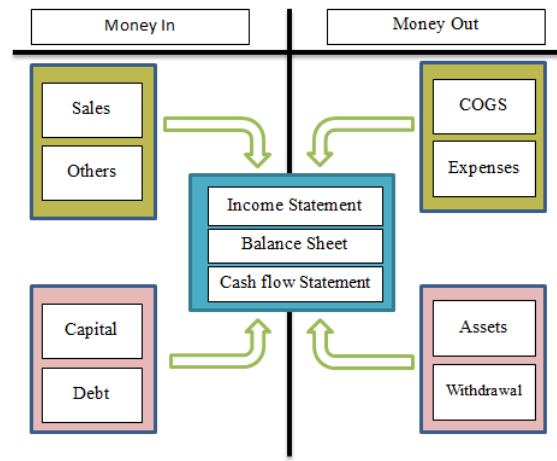 Money In
Money Out
Sales
Others
COGS
Expenses
Income Statement
Balance Sheet
Cash flow Statement
Capital
Debt
Assets
Withdrawal